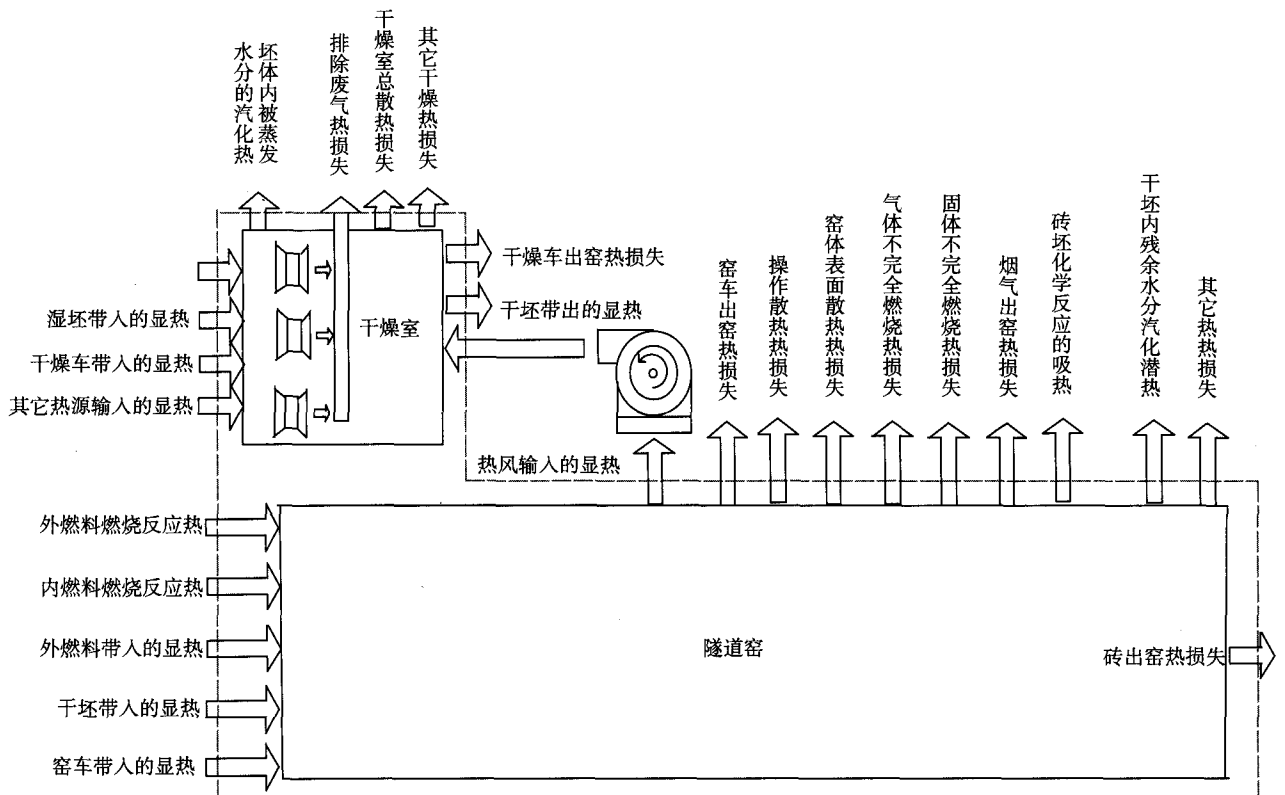 坯体内被蒸发
水分的汽化热
排除废气热损失
干燥室总散热损失
其它干燥热损失
湿坯带入的显热
干燥车带入的显热
其它热源输入的显热
干燥室
干燥车出窑热损失
干坯带出的显热
热风输入的显热
窑车出窑热损失
操作散热热损失
窑体表面散热热损失
气体不完全燃烧热损失
固体不完全燃烧热损失
烟气出窑热损失
砖坯化学反应的吸热
干坯内残余水分汽化潜热
其它热热损失
外燃料燃烧反应热
内燃料燃烧反应热
外燃料带入的显热
干坯带入的显热
窑车带入的显热
隧道窑
砖出窑热损失